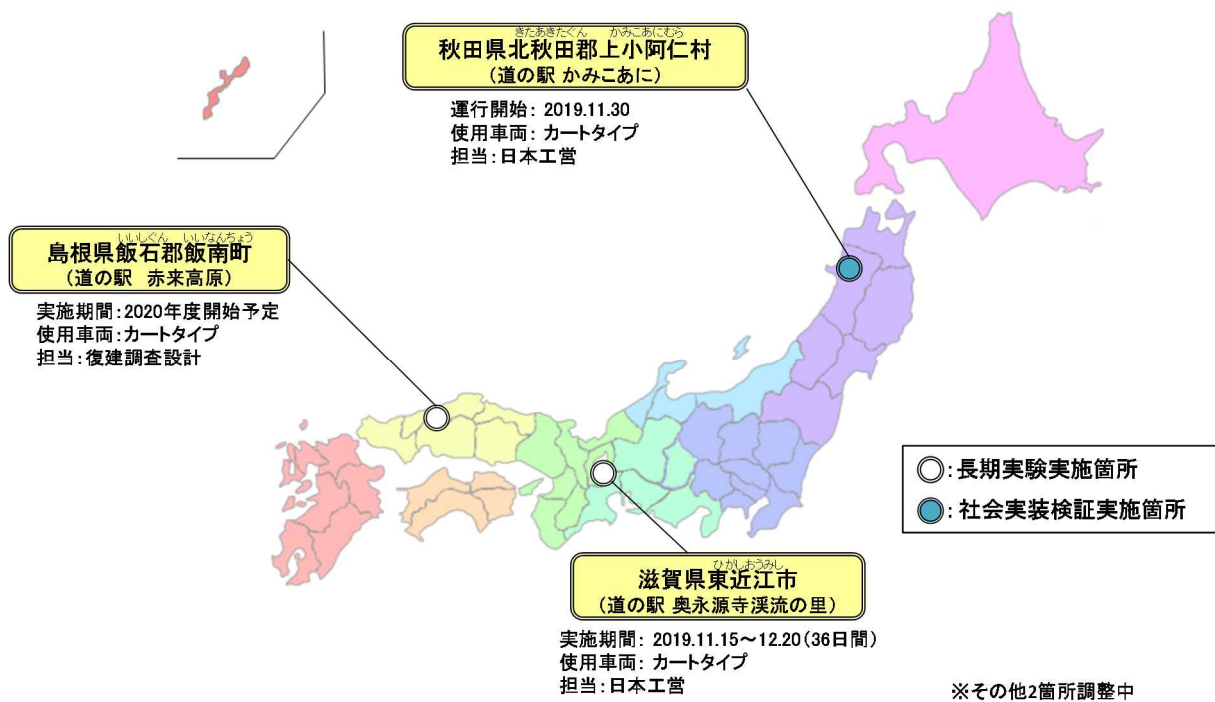 きたあきたぐん かみこあにむら
秋田県北秋田郡上小阿仁村
(道の駅 かみこあに)
運行開始: 2019.11.30
使用車両: カートタイプ
担当:日本工営
いいしぐん いいなんちょう
島根県飯石郡飯南町
(道の駅 赤来高原)
実施期間:2020年度開始予定
使用車両:カートタイプ
担当:復建調査設計
○:長期実験実施箇所
:社会実装検証実施箇所
ひがしおうみし
滋賀県東近江市
(道の駅 奥永源寺渓流の里)
実施期間: 2019.11.15~12.20(36日間)
使用車両: カートタイプ
担当:日本工営
※その他2箇所調整中